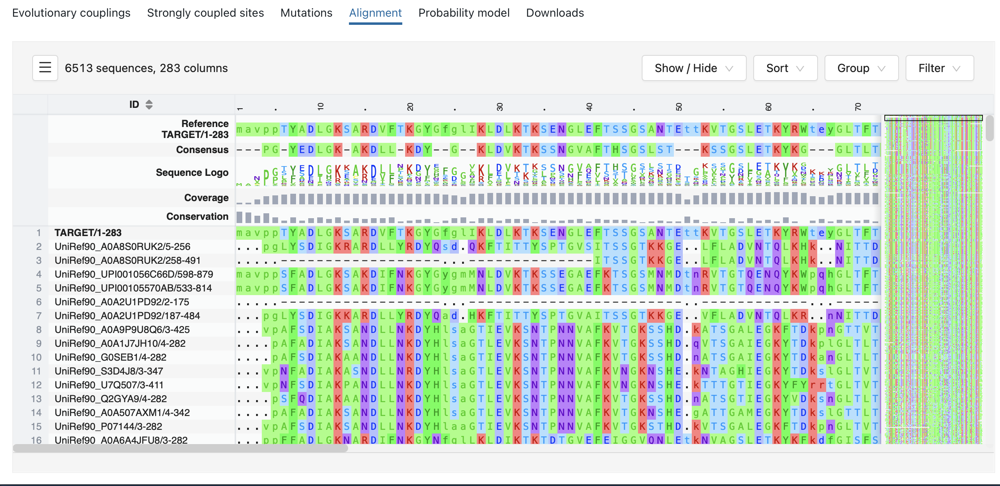 Evolutionary couplings Strongly coupled sites Mutations Alignment Probability model Downloads
6513 sequences, 283 columns Show / Hide Sort Group Filter
ID 1 . 10 . 20 . 30 . 40 . 50 . 60 . 70
Reference
TARGET/1-283 mavppTYADLGKSARDVFTKGYGfglIKLDLKTKSENGLEFTSSGSANTEttKVTGSLETKYRWteyGLTFT
Consensus ---PG-YEDLGK-AKDLL-KDY--G--KLDVKTKSSNGVAFTHSGSLST---KSSGSLETKYKG---GLTLT
Sequence Logo
Coverage
Conservation
1 TARGET/1-283 mavppTYADLGKSARDVFTKGYGfglIKLDLKTKSENGLEFTSSGSANTEttKVTGSLETKYRWteyGLTFT
2 UniRef90_A0A8S0RUK2/5-256 ...pgLYSDIGKRARDLLYRDYQsd.QKFTITTYSPTGVSITSSGTKKGE..LFLADVNTQLKHk..NITTD
3 UniRef90_A0A8S0RUK2/258-491 .....------------------...--------------ITSSGTKKGE..LFLADVNTQLKHk..NITTD
4 UniRef90_UPI001056C66D/598-879 mavppSFADLGKSAKDIFNKGYGygmMNLDVKTKSSEGAEFKTSGSMNMDtnRVTGTQENQYKWpqhGLTFT
5 UniRef90_UPI00105570AB/533-814 mavppSFADLGKSAKDIFNKGYGygmMNLDVKTKSSEGAEFKTSGSMNMDtnRVTGTQENQYKWpqhGLTFT
6 UniRef90_A0A2U1PD92/2-175 .....------------------...------------------------..------------...-----
7 UniRef90_A0A2U1PD92/187-484 ...pgLYSDIGKKARDLLYRDYQad.HKFTITTYSPTGVAITSSGTKKGE..VFLADVNTQLKR..nNITTD
8 UniRef90_A0A9P9U8Q6/3-425 ...vpAFSDIAKSANDLLNKDYHlsaGTIEVKSNTPNNVAFKVTGKSSHD.kATSGALEGKFTDkpnGTTVT
9 UniRef90_A0A1J7JH10/4-282 ....pAFADIAKSANDLLNKDYHlsaGTLEVKSNTPNNVAFKVTGKSSHD.qVTSGAIEGKYTDkplGLTLT
10 UniRef90_G0SEB1/4-282 ....pAFSDIAKAANDLLNKDYHlsaGTIEVKSNTPNNVAFKVTGKSSHD.nATSGAIEGKYTDkanGLTLT
11 UniRef90_S3D4J8/3-347 ...vpNFADIAKASNDLLNRDYHlsaGTLEVKSNTPNNVAFKVNGKNSHE.kNTAGHIEGKYTDkslGLTVT
12 UniRef90_U7Q507/3-411 ...vpNFSDIAKPANDLLNKDYHlsaGTLEVKSNTPNNVAFKVNGKNSHE.kTTTGTIEGKYFYrrtGLTVT
13 UniRef90_Q2GYA9/4-282 ....pSFQDIAKAANDLLNKDYHlsaGTLEVKSNTPNNVAFKVTGKSSHD.nATSGTIEGKYVDksnGLTLT
14 UniRef90_A0A507AXM1/4-342 ....pAFADIAKSANDLLNKDYHlsaGTLEVKSNTPNNVAFKVTGKNSHE.gATTGAMEGKYTDkslGTTLT
15 UniRef90_P07144/3-282 ...vpAFSDIAKSANDLLNKDYHlaaGTIEVKSNTPNNVAFKVTGKSTHD.kVTSGALEGKFTDkpnGLTVT
16 UniRef90_A0A6A4JFU8/3-282 ...ppFFADLGKNARDIFNKGYNfglLKLDIKTKTDTGVEFEIGGVQNLEtkNVAGSLETKYKFkdfGISFS